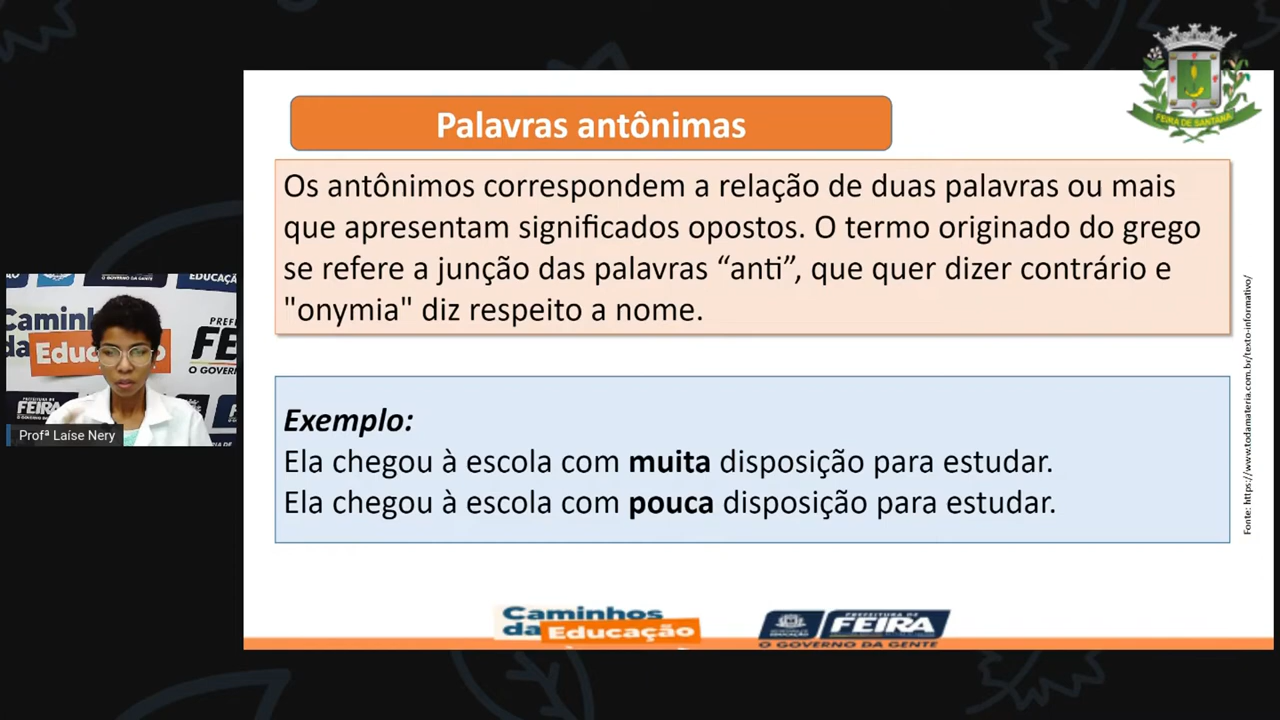 Palavras antônimas
Os antônimos correspondem a relação de duas palavras ou mais
que apresentam significados opostos. O termo originado do grego
se refere a junção das palavras “anti”, que quer dizer contrário e
"onymia" diz respeito a nome.
Exemplo:
Ela chegou à escola com muita disposição para estudar.
Ela chegou à escola com pouca disposição para estudar.
Fonte: https://www.todamateria.com.br/texto-informativo/
FEIRA DE SANTANA
Profª Laíse Nery
Caminhos
da Educação
PREFEITURA DE
FEIRA
O GOVERNO DA GENTE